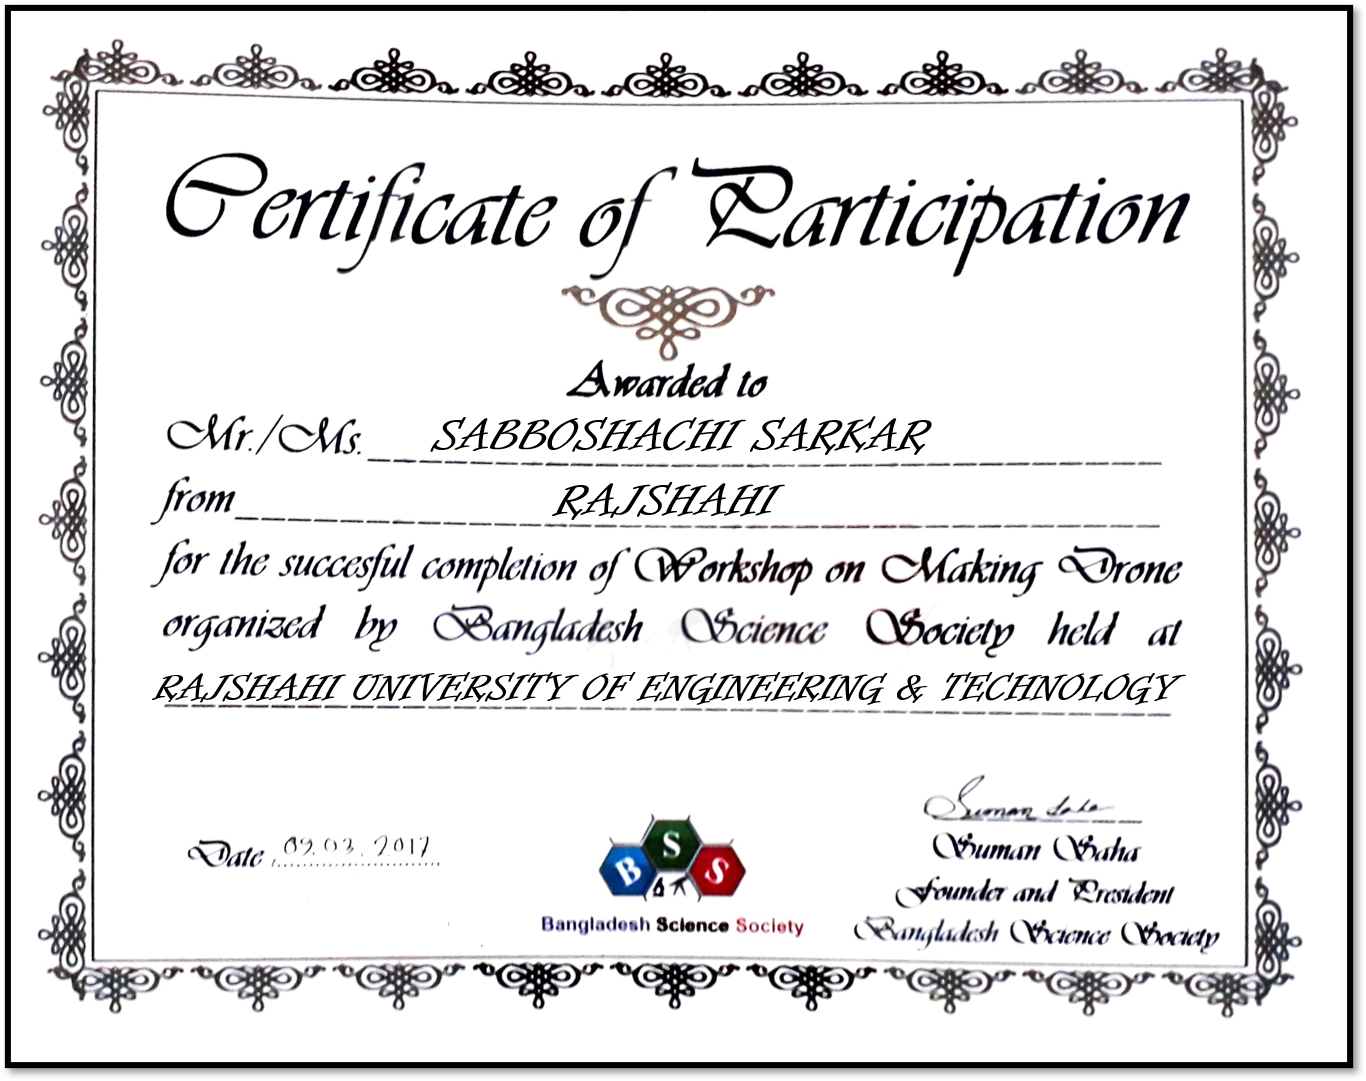 Certificate of Participation
Awarded to
Mr./Ms. SABBOSHACHI SARKAR
from RAJSHAHI
for the succesful completion of Workshop on Making Drone
organized by Bangladesh Science Society held at
RAJSHAHI UNIVERSITY OF ENGINEERING & TECHNOLOGY
Suman Saha
Date 09.03.2017
BSS
Bangladesh Science Society
Suman Saha
Founder and President
Bangladesh Science Society